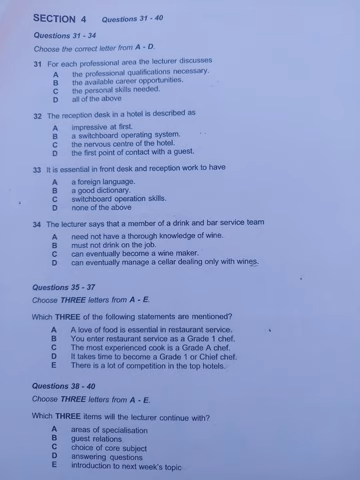 SECTION 4 Questions 31 - 40
Questions 31 - 34
Choose the correct letter from A - D.
31 For each professional area the lecturer discusses
A the professional qualifications necessary.
B the available career opportunities.
C the personal skills needed.
D all of the above
32 The reception desk in a hotel is described as
A impressive at first.
B a switchboard operating system.
C the nervous centre of the hotel.
D the first point of contact with a guest.
33 It is essential in front desk and reception work to have
A a foreign language.
B a good dictionary.
C switchboard operation skills.
D none of the above
34 The lecturer says that a member of a drink and bar service team
A need not have a thorough knowledge of wine.
B must not drink on the job.
C can eventually become a wine maker.
D can eventually manage a cellar dealing only with wines.
Questions 35 - 37
Choose THREE letters from A - E.
Which THREE of the following statements are mentioned?
A A love of food is essential in restaurant service.
B You enter restaurant service as a Grade 1 chef.
C The most experienced cook is a Grade A chef.
D It takes time to become a Grade 1 or Chief chef.
E There is a lot of competition in the top hotels.
Questions 38 - 40
Choose THREE letters from A - E.
Which THREE items will the lecturer continue with?
A areas of specialisation
B guest relations
C choice of core subject
D answering questions
E introduction to next week's topic